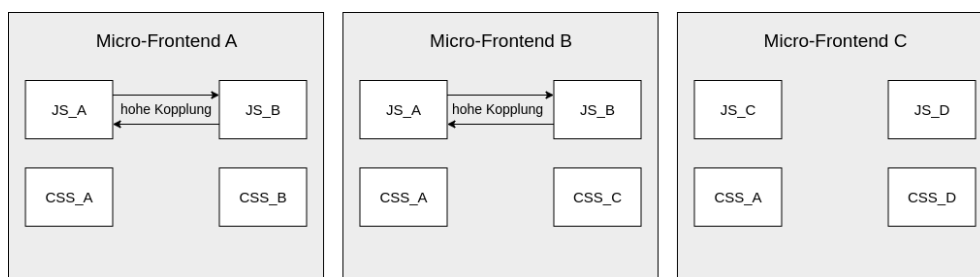 Micro-Frontend A
JS_A
hohe Kopplung
JS_B
CSS_A
CSS_B
Micro-Frontend B
JS_A
hohe Kopplung
JS_B
CSS_A
CSS_C
Micro-Frontend C
JS_C
JS_D
CSS_A
CSS_D